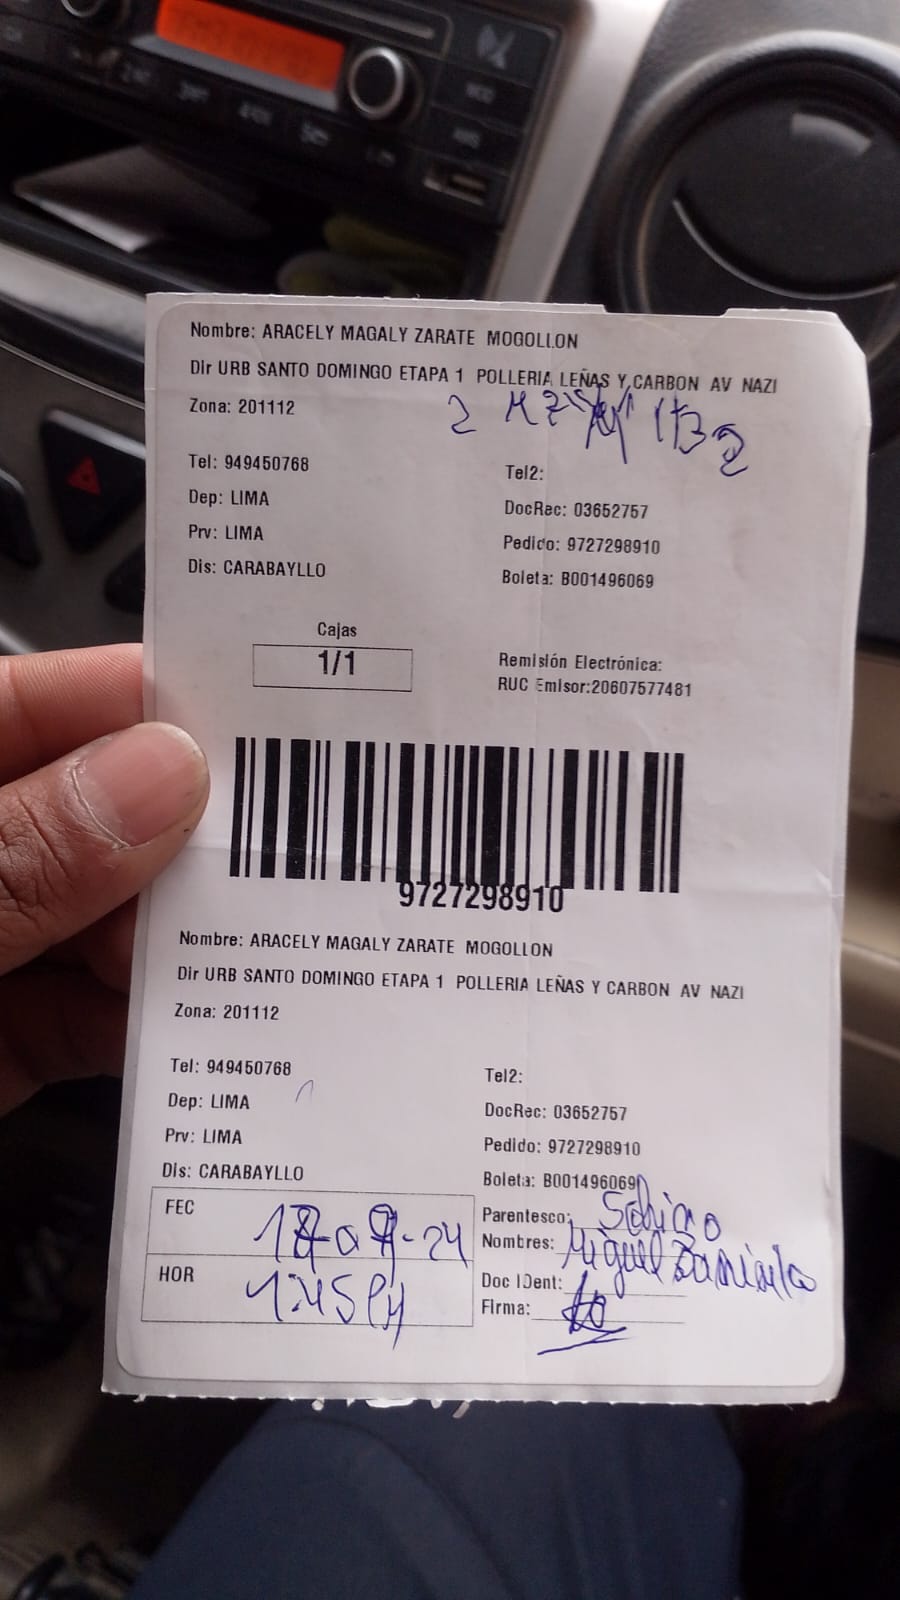 Nombre: ARACELY MAGALY ZARATE MOGOLLON
Dir URB SANTO DOMINGO ETAPA 1 POLLERIA LEÑAS Y CARBON AV NAZI
Zona: 201112
Tel: 949450768
Tel2:
Dep: LIMA
DocRec: 03652757
Prv: LIMA
Pedido: 9727298910
Dis: CARABAYLLO
Boleta: B001496069
Cajas
1/1
Remisión Electrónica:
RUC Emisor:20607577481
9727298910
Nombre: ARACELY MAGALY ZARATE MOGOLLON
Dir URB SANTO DOMINGO ETAPA 1 POLLERIA LEÑAS Y CARBON AV NAZI
Zona: 201112
Tel: 949450768
Tel2:
Dep: LIMA
DocRec: 03652757
Prv: LIMA
Pedido: 9727298910
Dis: CARABAYLLO
Boleta: B001496069
FEC
Parentesco: Sobrino
Nombres: Miguel
HOR
Doc IDent:
Firma: